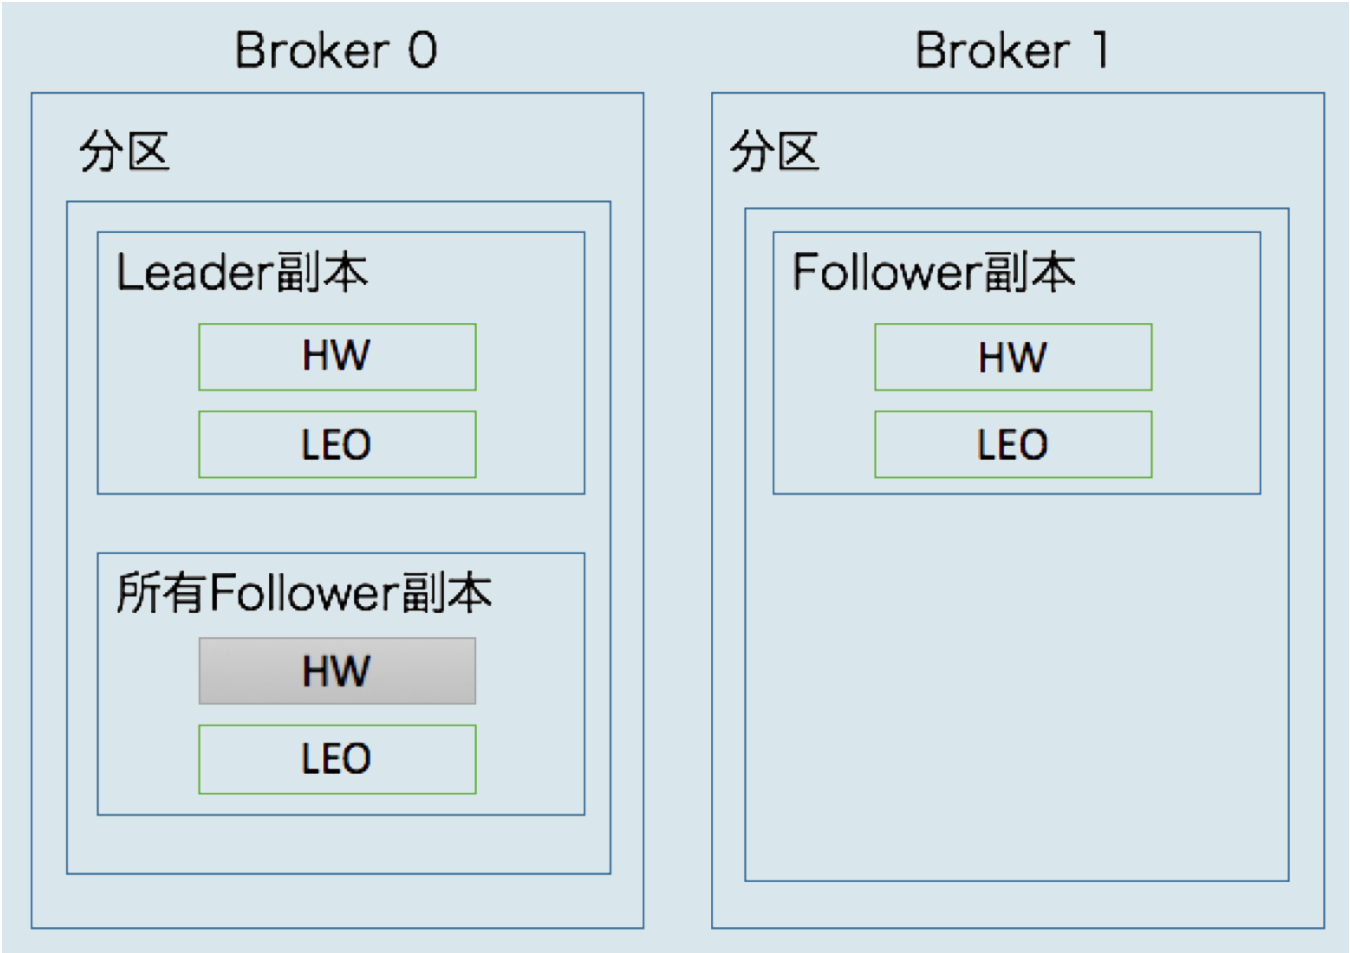 Broker 0
分区
Leader副本
HW
LEO
所有Follower副本
HW
LEO
Broker 1
分区
Follower副本
HW
LEO